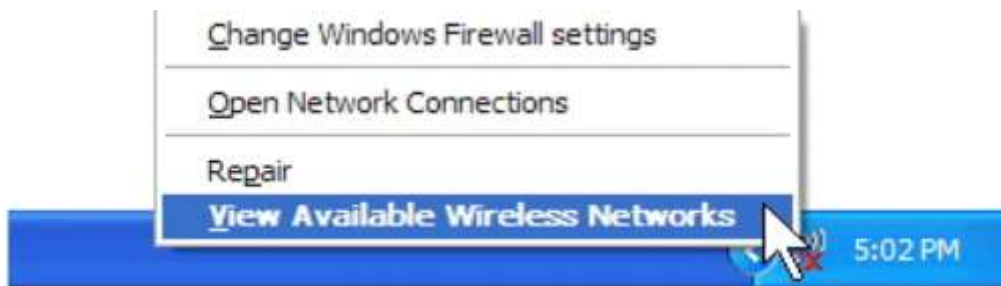 Change Windows Firewall settings
Open Network Connections
Repair
View Available Wireless Networks
5:02 PM